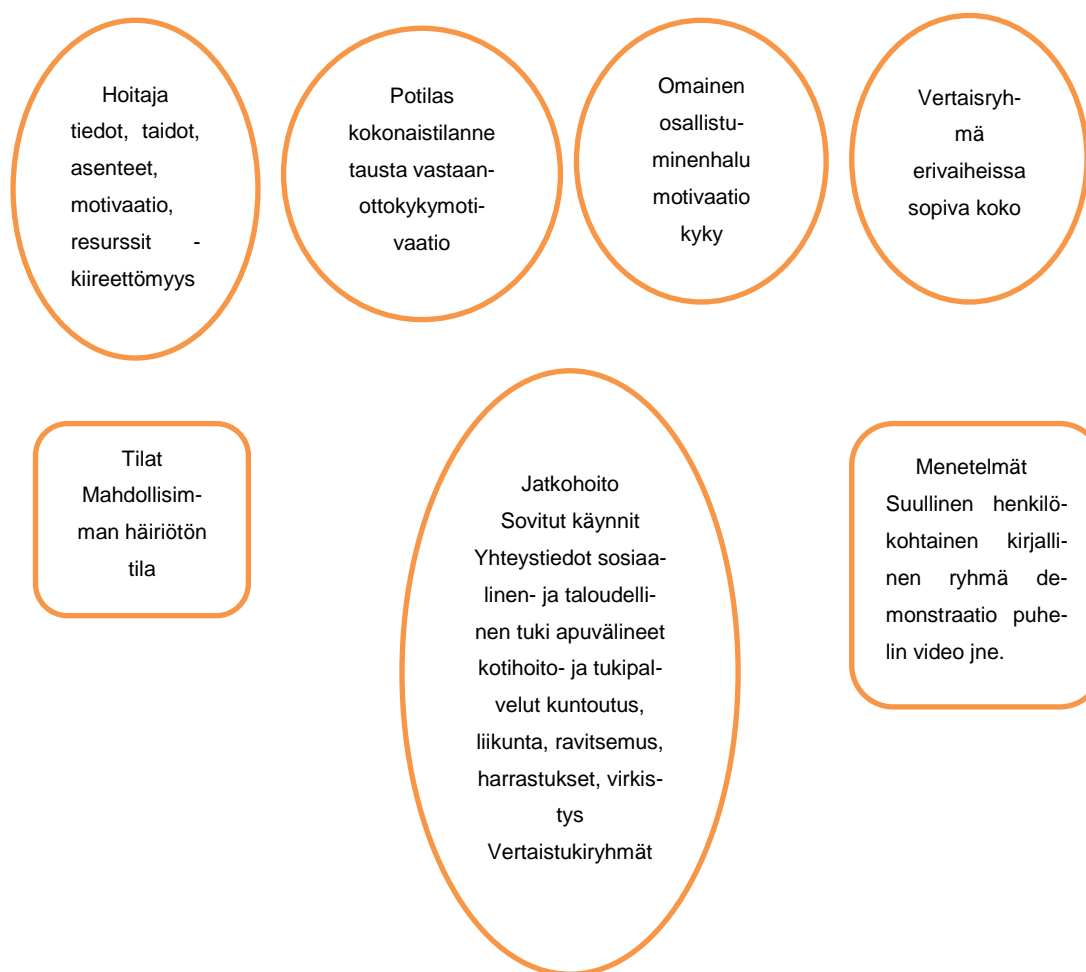 Hoitaja
tiedot, taidot,
asenteet,
motivaatio,
resurssit -
kiireettömyys
Potilas
kokonaistilanne
tausta vastaan-
ottokykymoti-
vaatio
Omainen
osallistu-
minenhalu
motivaatio
kyky
Vertaisryh-
mä
erivaiheissa
sopiva koko
Tilat
Mahdollisim-
man häiriötön
tila
Jatkohoito
Sovitut käynnit
Yhteystiedot sosiaa-
linen- ja taloudelli-
nen tuki apuvälineet
kotihoito- ja tukipal-
velut kuntoutus,
liikunta, ravitsemus,
harrastukset, virkis-
tys
Vertaistukiryhmät
Menetelmät
Suullinen henkilö-
kohtainen kirjalli-
nen ryhmä de-
monstraatio puhe-
lin video jne.